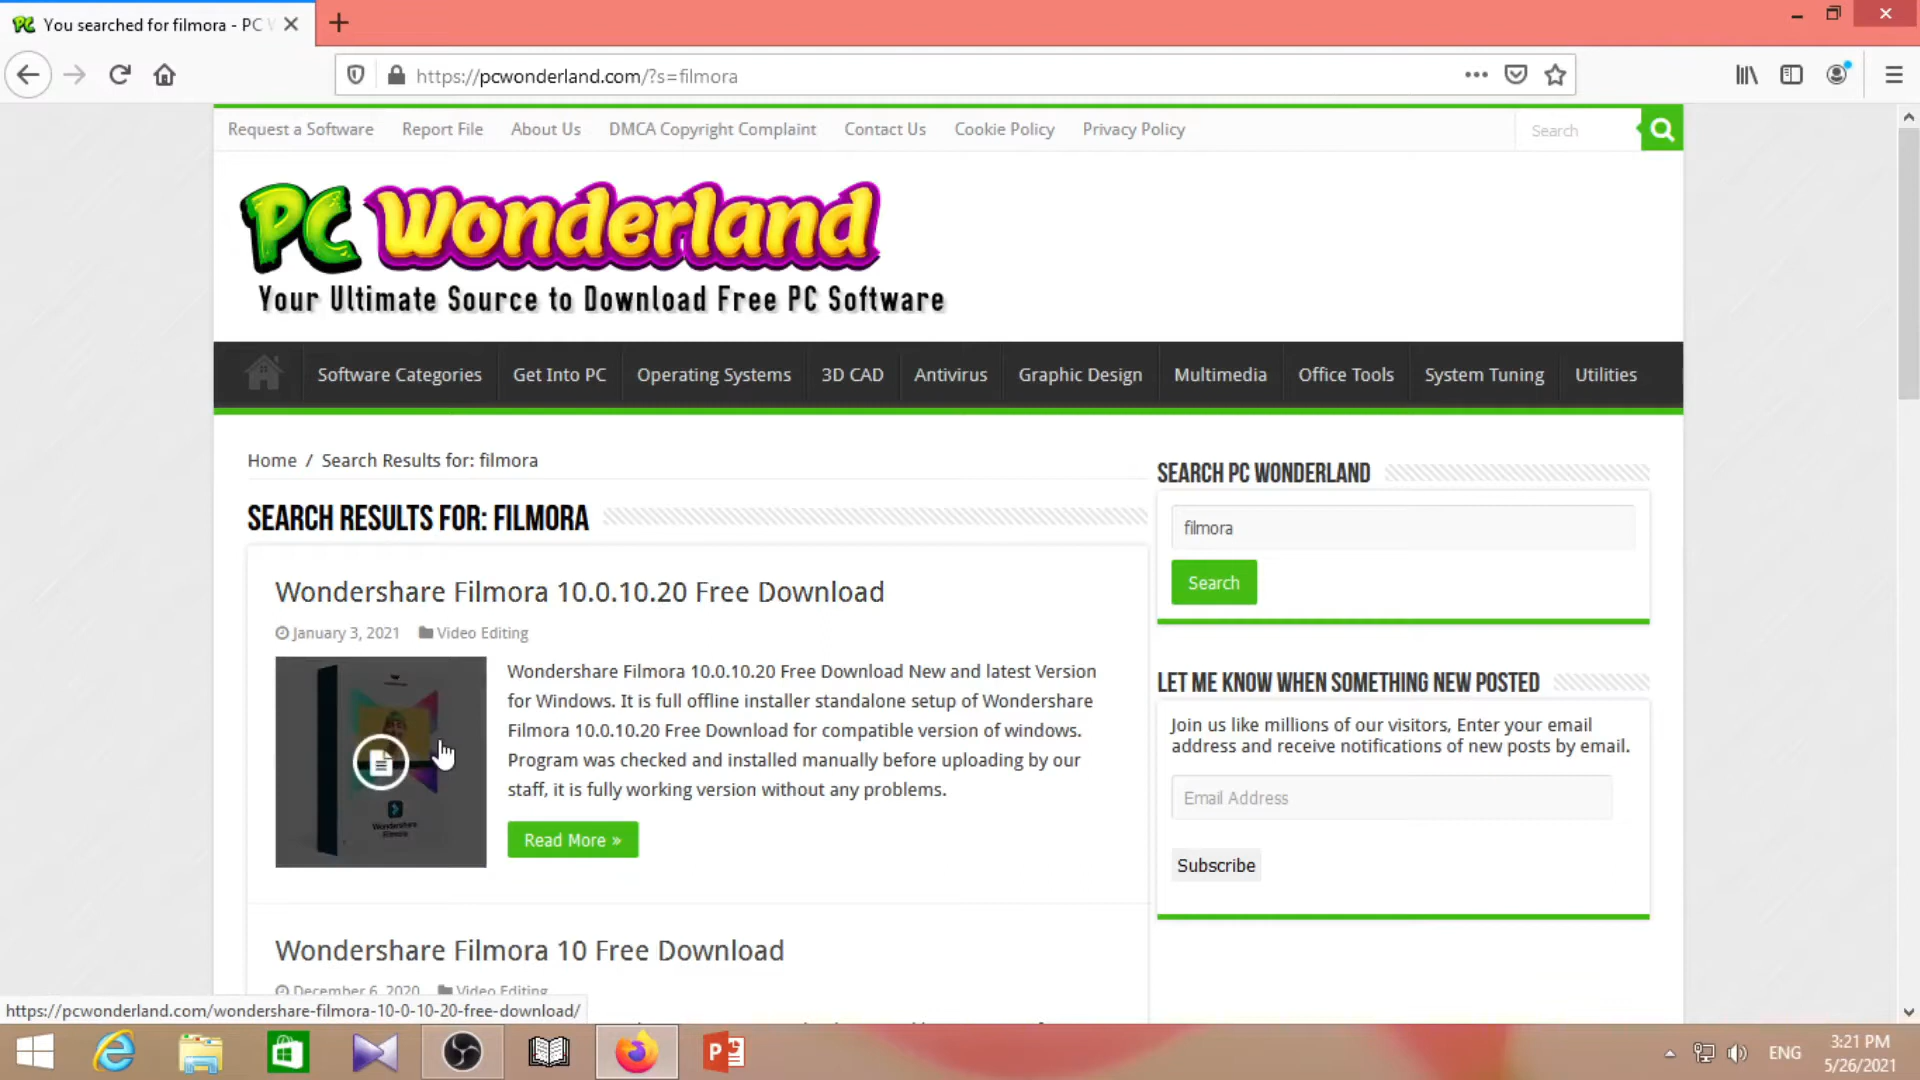 You searched for filmora - PC W
https://pcwonderland.com/?s=filmora
Request a Software Report File About Us DMCA Copyright Complaint Contact Us Cookie Policy Privacy Policy Search
PC Wonderland
Your Ultimate Source to Download Free PC Software
Software Categories Get Into PC Operating Systems 3D CAD Antivirus Graphic Design Multimedia Office Tools System Tuning Utilities
Home / Search Results for: filmora
SEARCH RESULTS FOR: FILMORA
Wondershare Filmora 10.0.10.20 Free Download
January 3, 2021 Video Editing
Wondershare Filmora 10.0.10.20 Free Download New and latest Version
for Windows. It is full offline installer standalone setup of Wondershare
Filmora 10.0.10.20 Free Download for compatible version of windows.
Program was checked and installed manually before uploading by our
staff, it is fully working version without any problems.
Wondershare
Filmora
Read More »
Wondershare Filmora 10 Free Download
December 6, 2020 Video Editing
SEARCH PC WONDERLAND
filmora
Search
LET ME KNOW WHEN SOMETHING NEW POSTED
Join us like millions of our visitors, Enter your email
address and receive notifications of new posts by email.
Email Address
Subscribe
https://pcwonderland.com/wondershare-filmora-10-0-10-20-free-download/
ENG
3:21 PM
5/26/2021